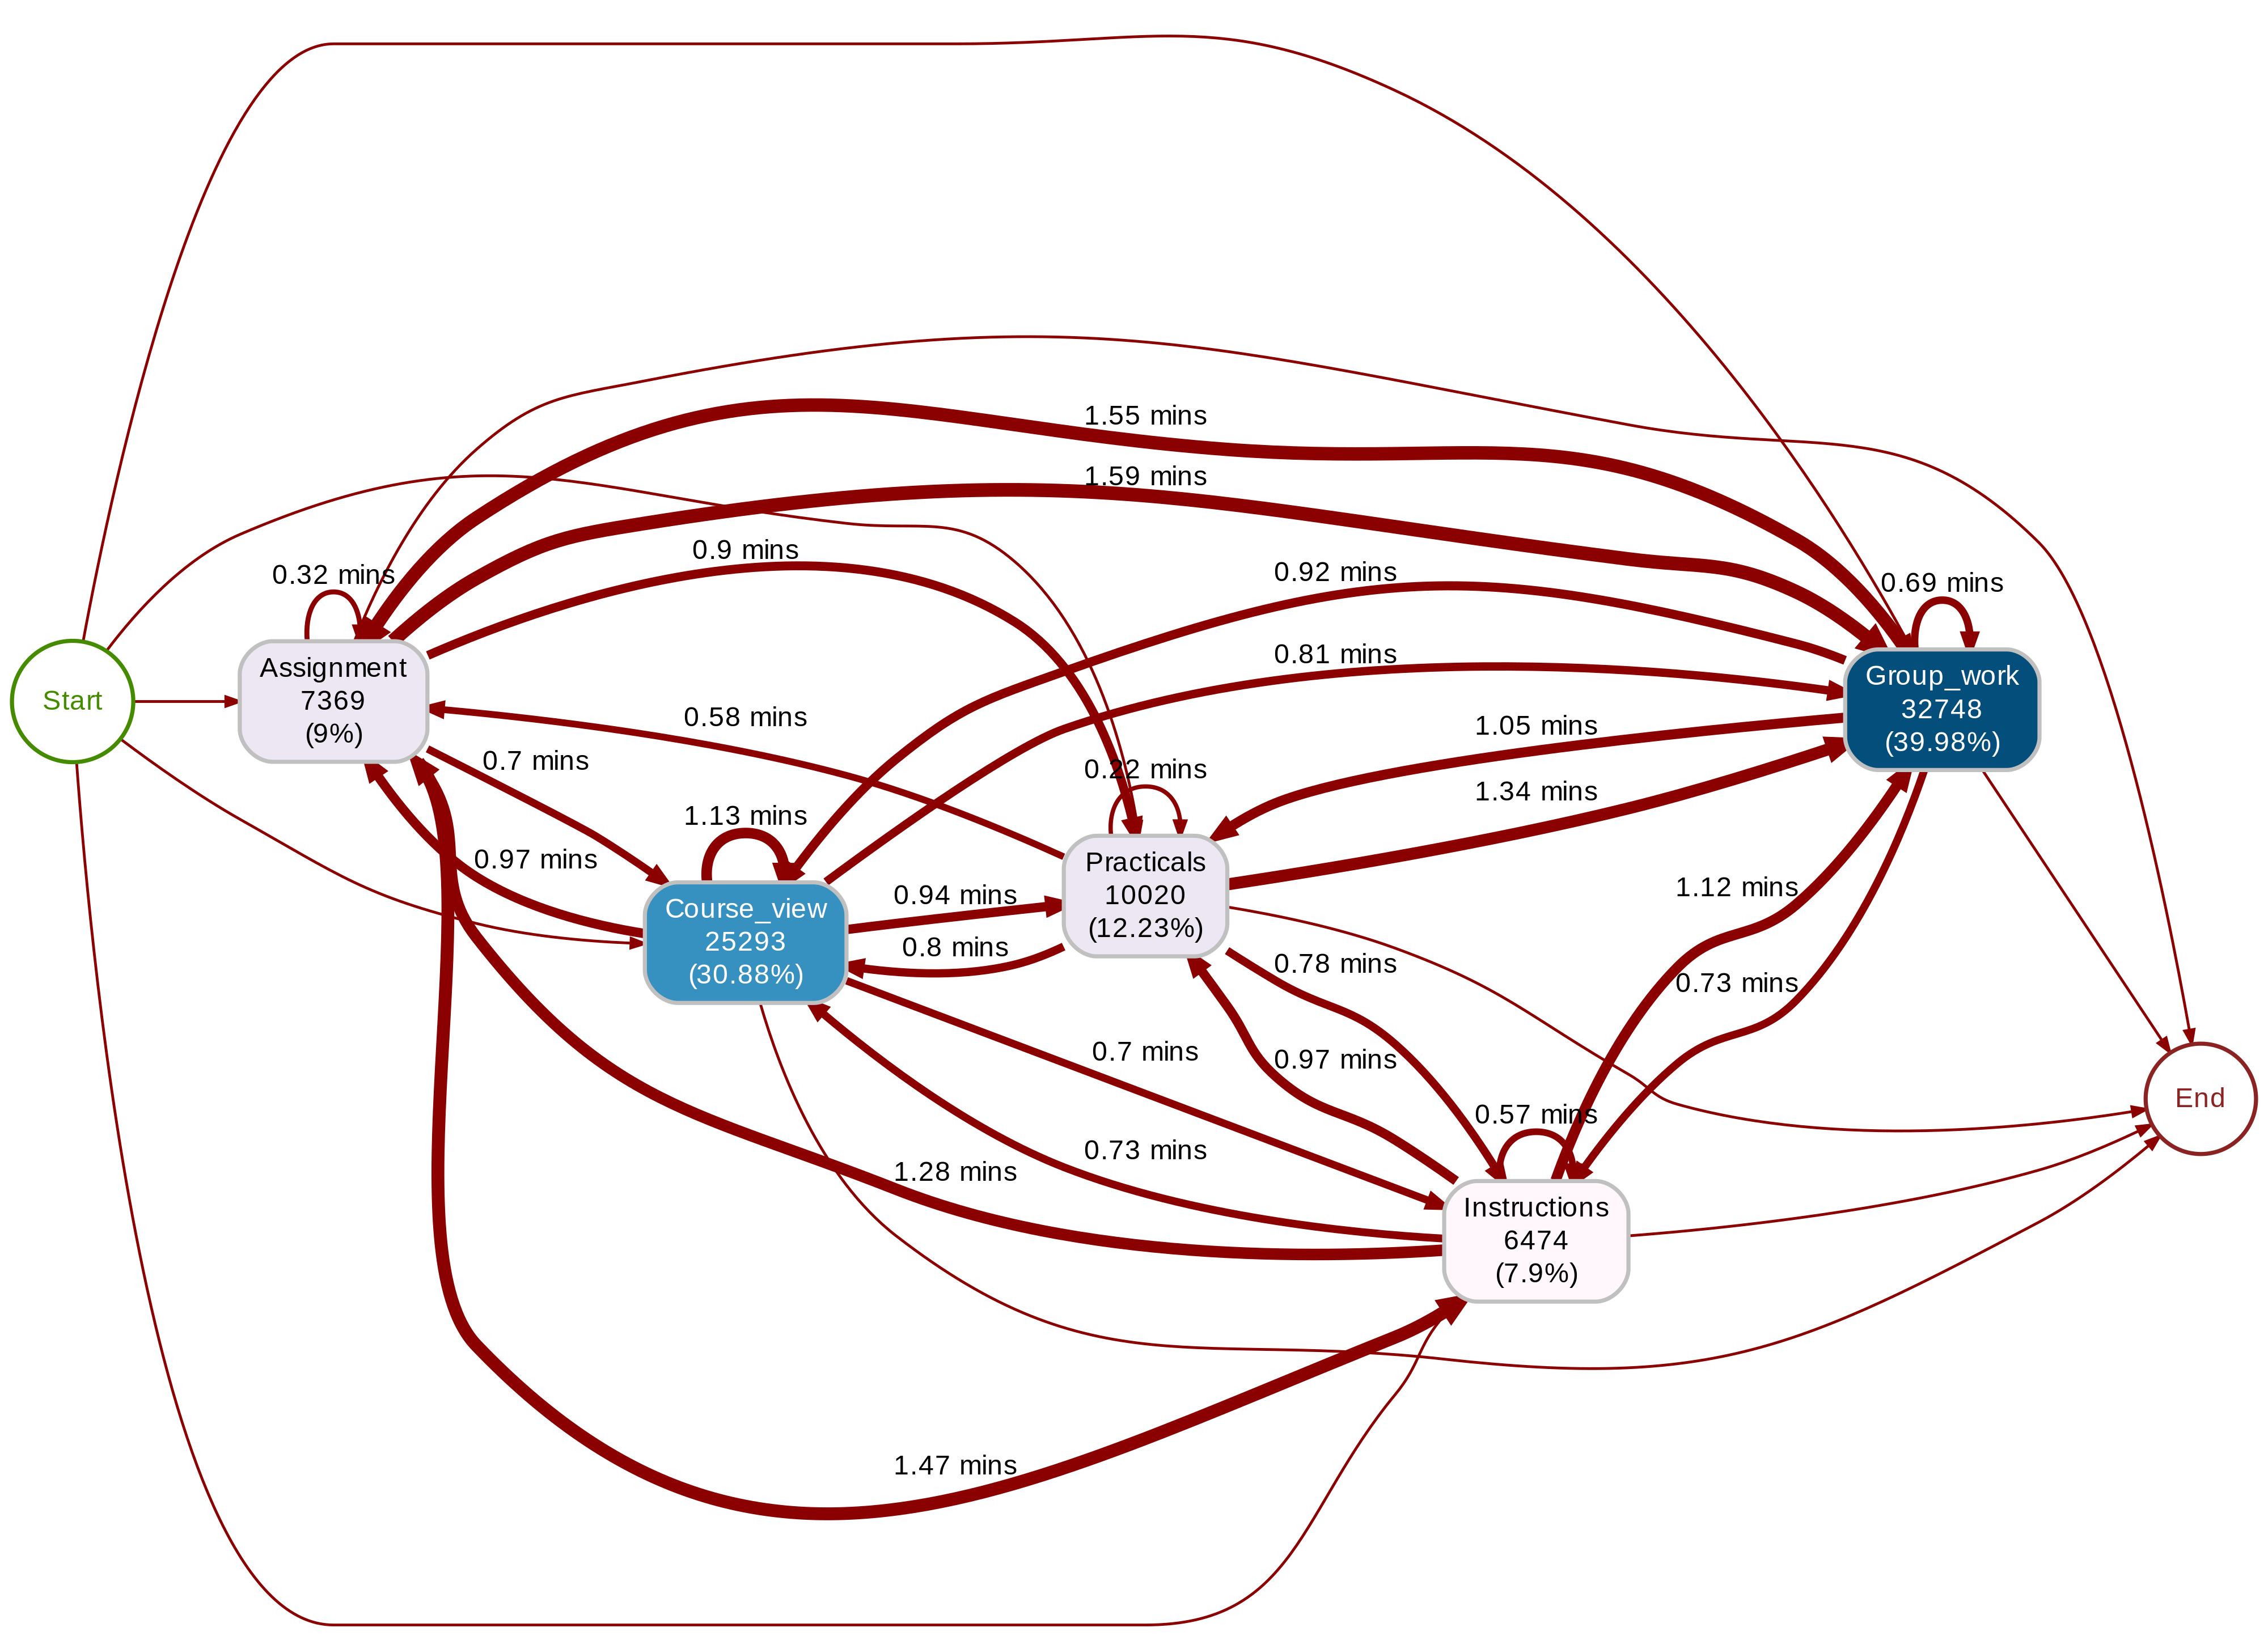 1.55 mins
1.59 mins
0.9 mins
0.32 mins
0.92 mins
0.69 mins
0.81 mins
Start
Assignment
7369
(9%)
Group_work
32748
(39.98%)
0.58 mins
1.05 mins
0.7 mins
0.22 mins
1.34 mins
1.13 mins
0.97 mins
Practicals
10020
(12.23%)
0.94 mins
1.12 mins
Course_view
25293
(30.88%)
0.8 mins
0.78 mins
0.73 mins
0.7 mins
0.97 mins
End
0.57 mins
0.73 mins
1.28 mins
Instructions
6474
(7.9%)
1.47 mins